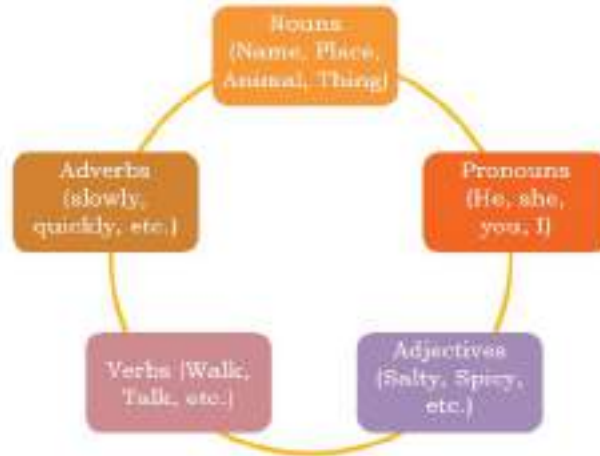 Nouns
(Name, Place,
Animal, Thing)
Pronouns
(He, she,
you, I)
Adjectives
(Salty, Spicy,
etc.)
Verbs (Walk,
Talk, etc.)
Adverbs
(slowly,
quickly, etc.)